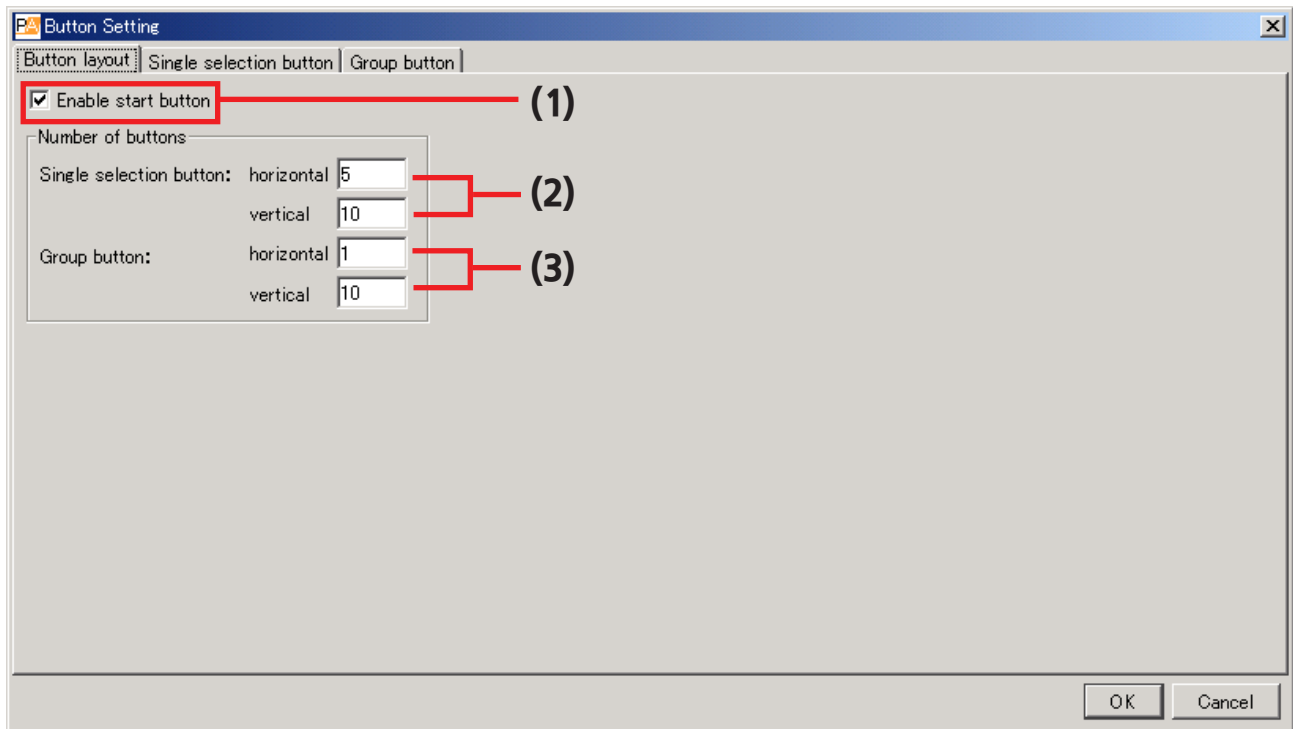 PA Button Setting
Button layout Single selection button Group button
Enable start button (1)
Number of buttons
Single selection button: horizontal 5
(2)
vertical 10
Group button: horizontal 1
(3)
vertical 10
OK Cancel